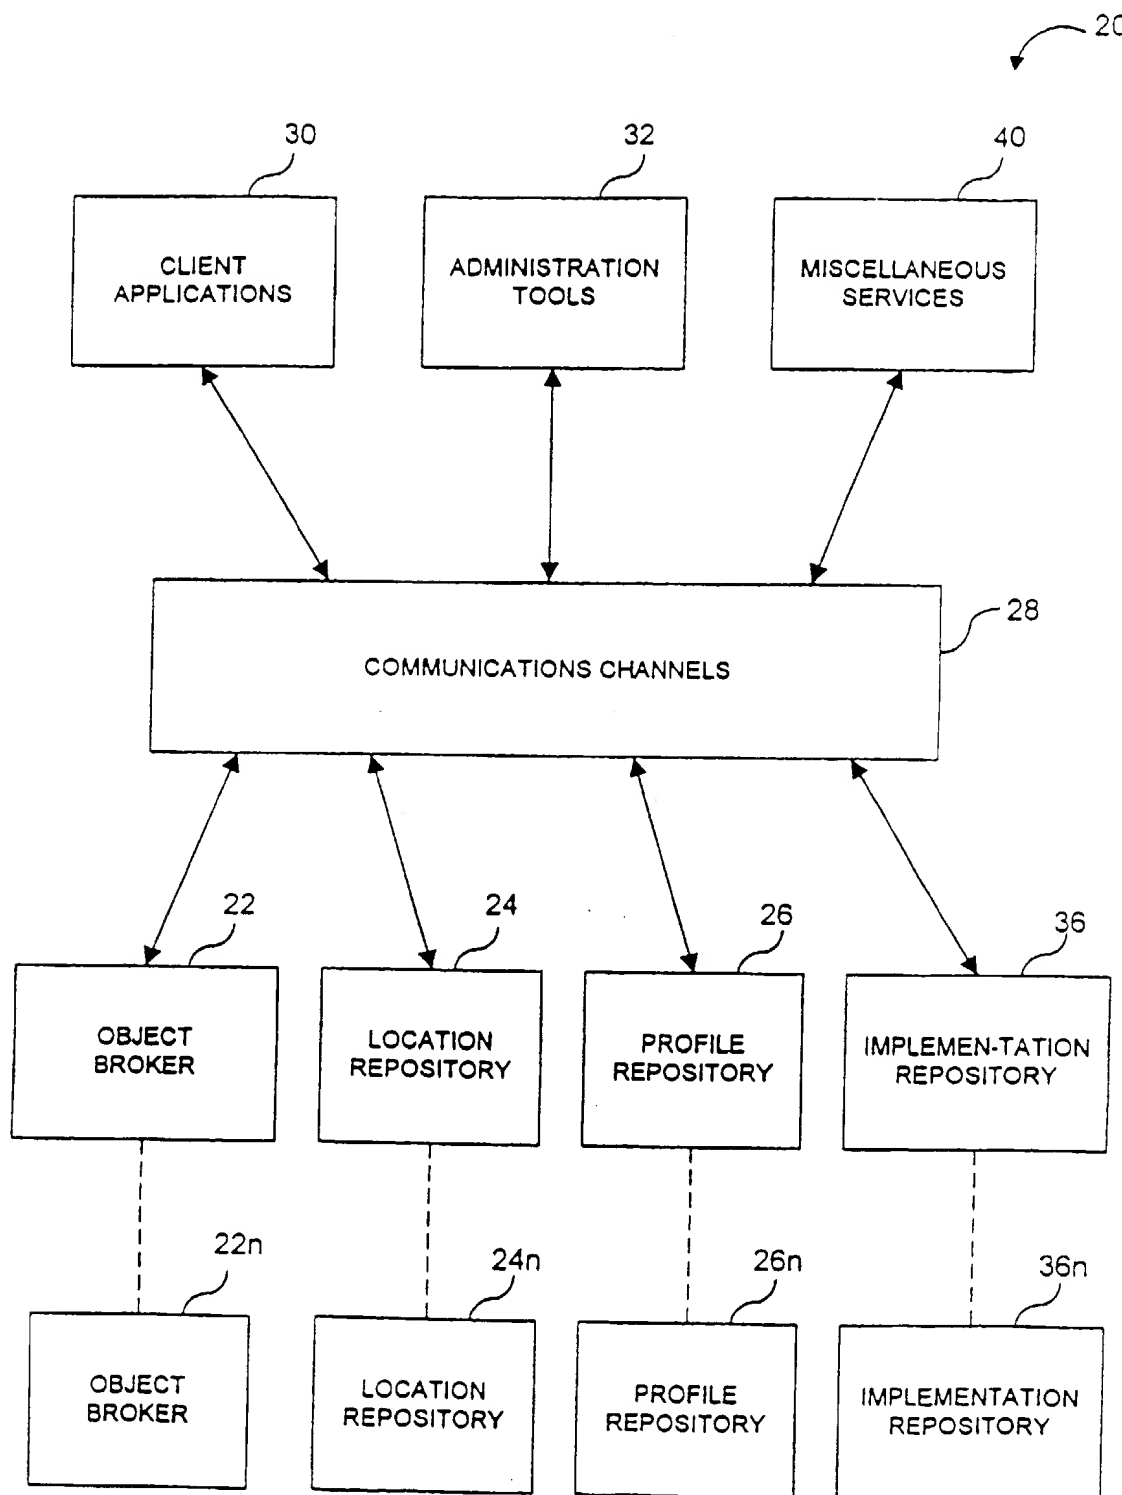 20
30
32
40
CLIENT
APPLICATIONS
ADMINISTRATION
TOOLS
MISCELLANEOUS
SERVICES
28
COMMUNICATIONS CHANNELS
22
24
26
36
OBJECT
BROKER
LOCATION
REPOSITORY
PROFILE
REPOSITORY
IMPLEMEN-TATION
REPOSITORY
22n
24n
26n
36n
OBJECT
BROKER
LOCATION
REPOSITORY
PROFILE
REPOSITORY
IMPLEMENTATION
REPOSITORY